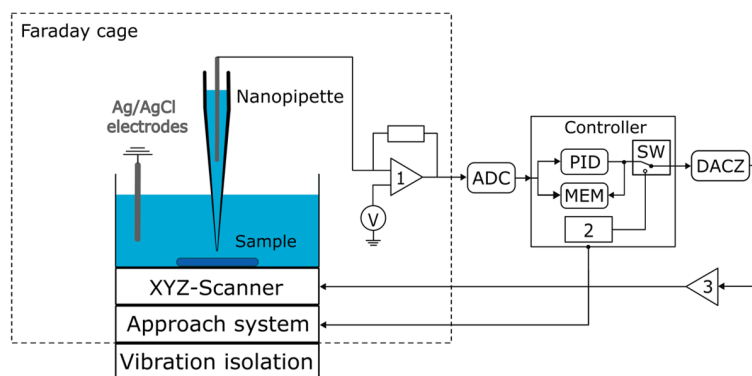 Faraday cage
Nanopipette
Ag/AgCl
electrodes
Controller
1
ADC
PID
SW
DACZ
MEM
V
2
Sample
XYZ-Scanner
3
Approach system
Vibration isolation